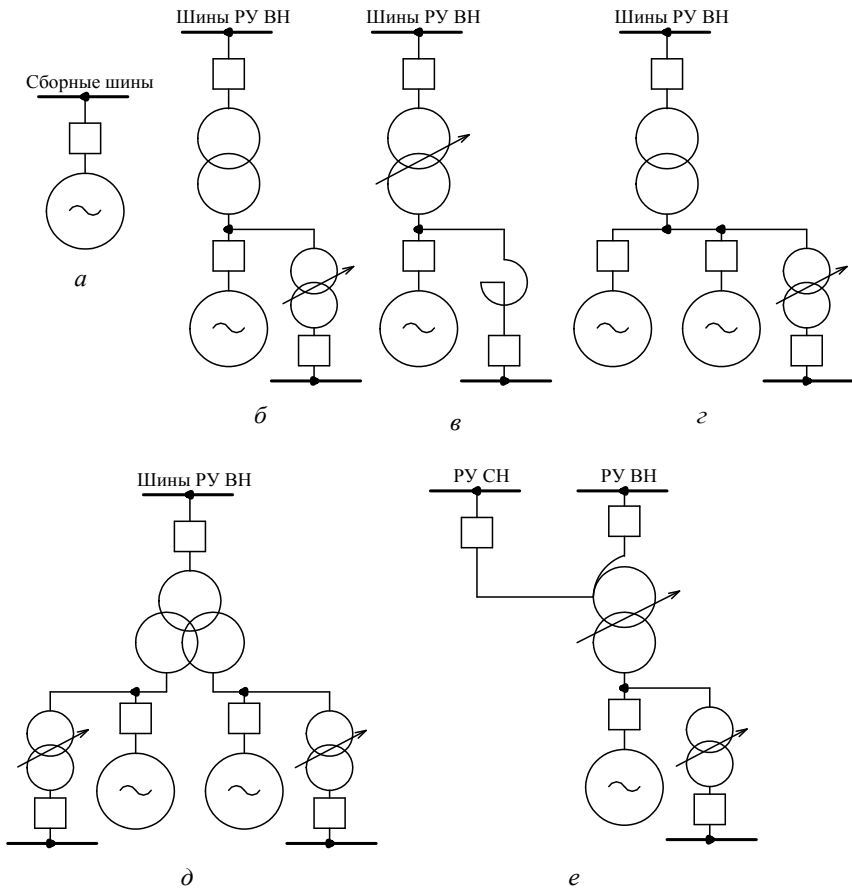 Шины РУ ВН
Шины РУ ВН
Шины РУ ВН
Сборные шины
а
б
в
г
Шины РУ ВН
РУ СН
РУ ВН
д
е